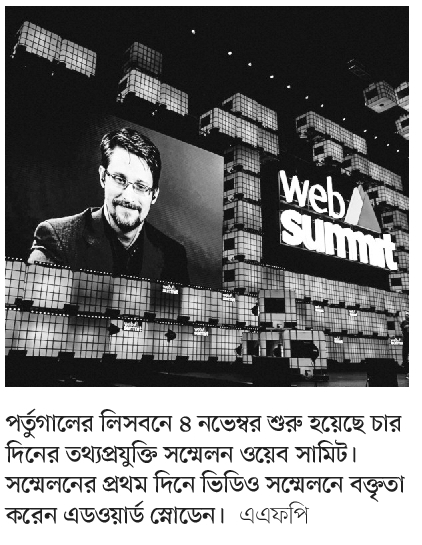 web
summit
পর্তুগালের লিসবনে ৪ নভেম্বর শুরু হয়েছে চার
দিনের তথ্যপ্রযুক্তি সম্মেলন ওয়েব সামিট।
সম্মেলনের প্রথম দিনে ভিডিও সম্মেলনে বক্তৃতা
করেন এডওয়ার্ড স্নোডেন। এএফপি